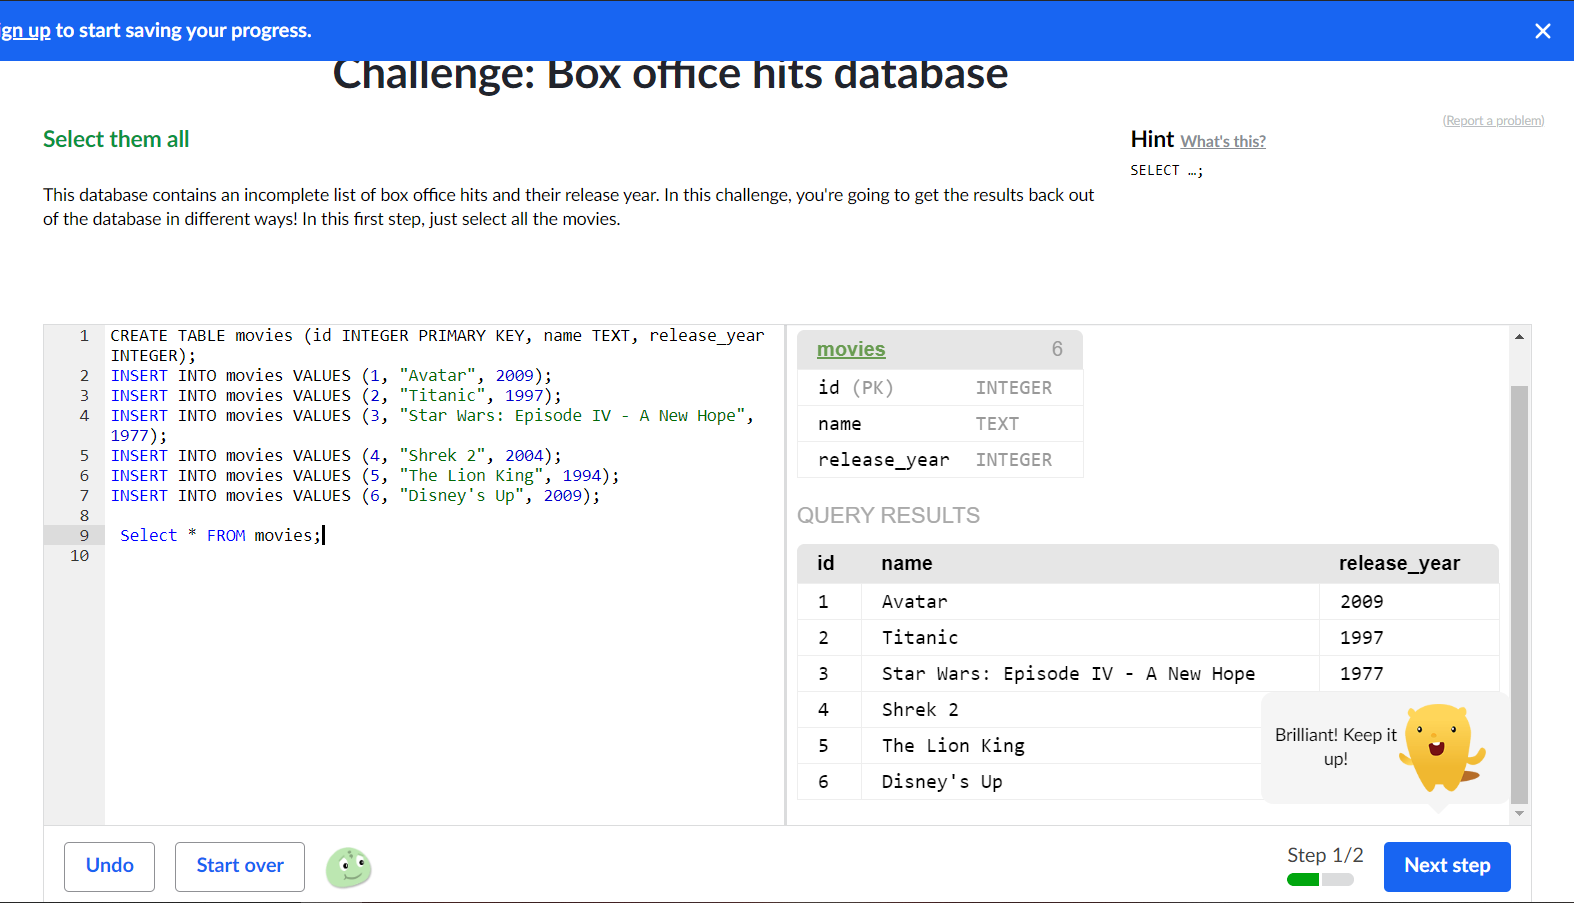 gn up to start saving your progress.
Challenge: Box office hits database
(Report a problem)
Select them all
Hint What's this?
SELECT …;
This database contains an incomplete list of box office hits and their release year. In this challenge, you're going to get the results back out
of the database in different ways! In this first step, just select all the movies.
1 CREATE TABLE movies (id INTEGER PRIMARY KEY, name TEXT, release_year
INTEGER);
2 INSERT INTO movies VALUES (1, "Avatar", 2009);
3 INSERT INTO movies VALUES (2, "Titanic", 1997);
4 INSERT INTO movies VALUES (3, "Star Wars: Episode IV - A New Hope",
1977);
5 INSERT INTO movies VALUES (4, "Shrek 2", 2004);
6 INSERT INTO movies VALUES (5, "The Lion King", 1994);
7 INSERT INTO movies VALUES (6, "Disney's Up", 2009);
8
9 Select * FROM movies;
10
movies 6
id (PK) INTEGER
name TEXT
release_year INTEGER
QUERY RESULTS
id name release_year
1 Avatar 2009
2 Titanic 1997
3 Star Wars: Episode IV - A New Hope 1977
4 Shrek 2
5 The Lion King
6 Disney's Up
Brilliant! Keep it
up!
Undo
Start over
Step 1/2
Next step